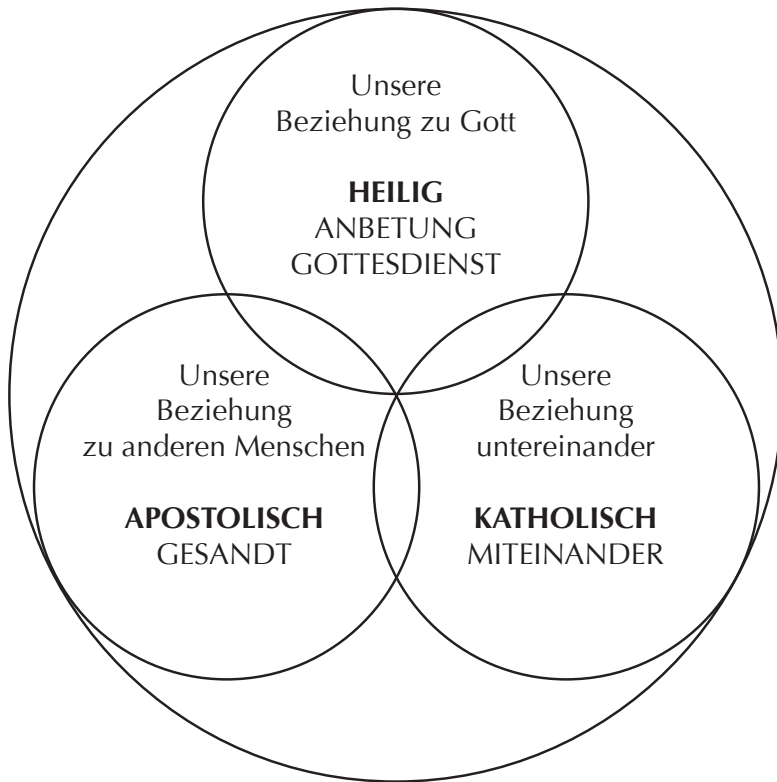 Unsere
Beziehung zu Gott
HEILIG
ANBETUNG
GOTTESDIENST
Unsere
Beziehung
zu anderen Menschen
APOSTOLISCH
GESANDT
Unsere
Beziehung
untereinander
KATHOLISCH
MITEINANDER